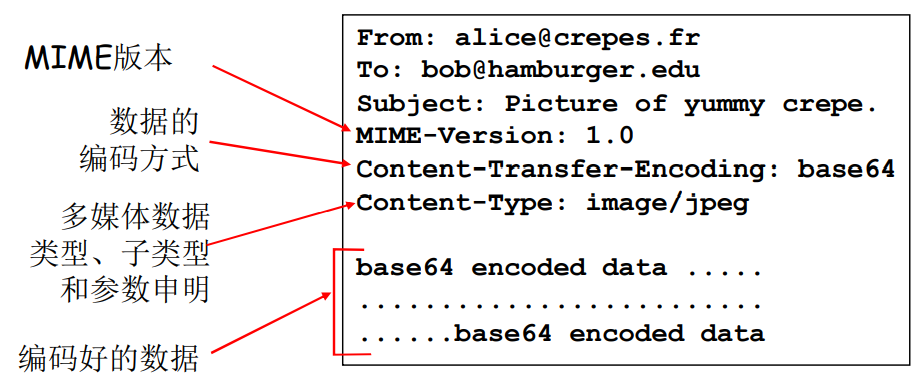 MIME版本
数据的
编码方式
多媒体数据
类型、子类型
和参数申明
编码好的数据
From: alice@crepes.fr
To: bob@hamburger.edu
Subject: Picture of yummy crepe.
MIME-Version: 1.0
Content-Transfer-Encoding: base64
Content-Type: image/jpeg
base64 encoded data .....
.........................
......base64 encoded data